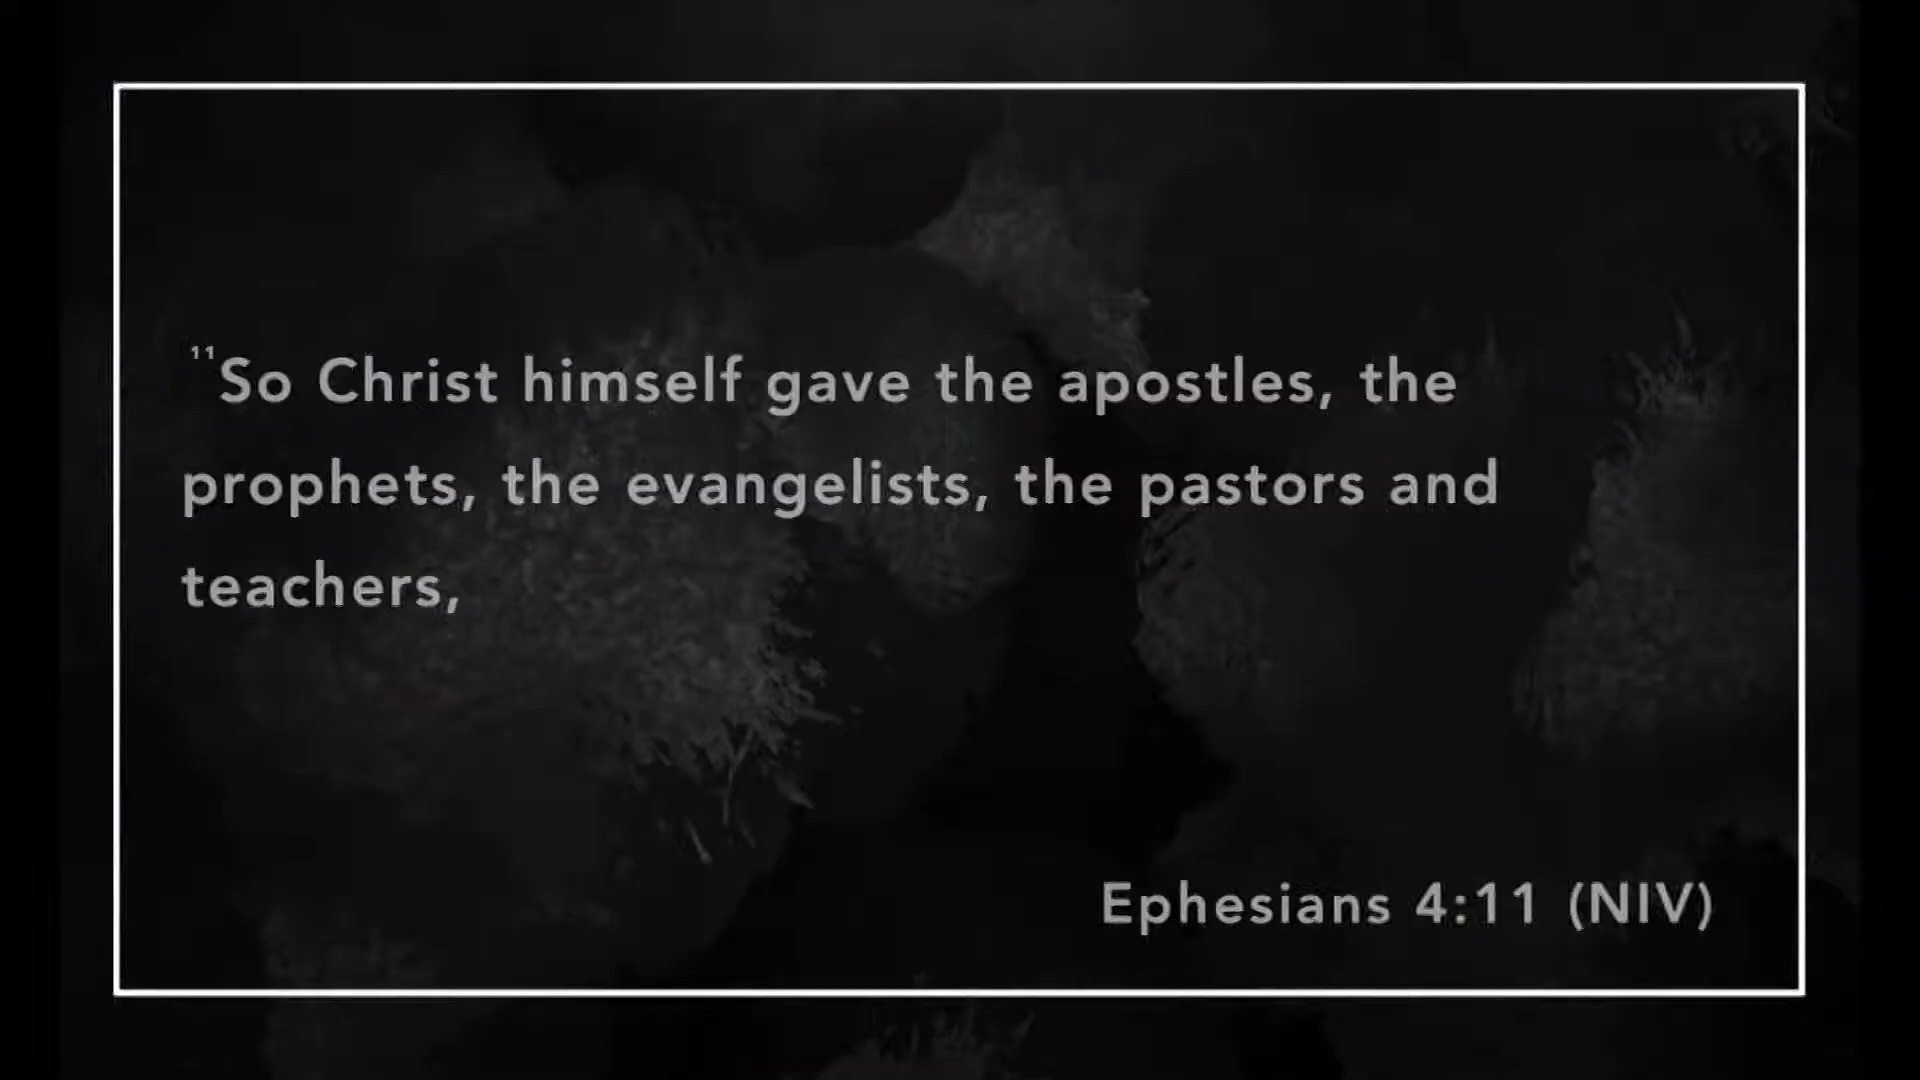 ¹¹So Christ himself gave the apostles, the
prophets, the evangelists, the pastors and
teachers,
Ephesians 4:11 (NIV)